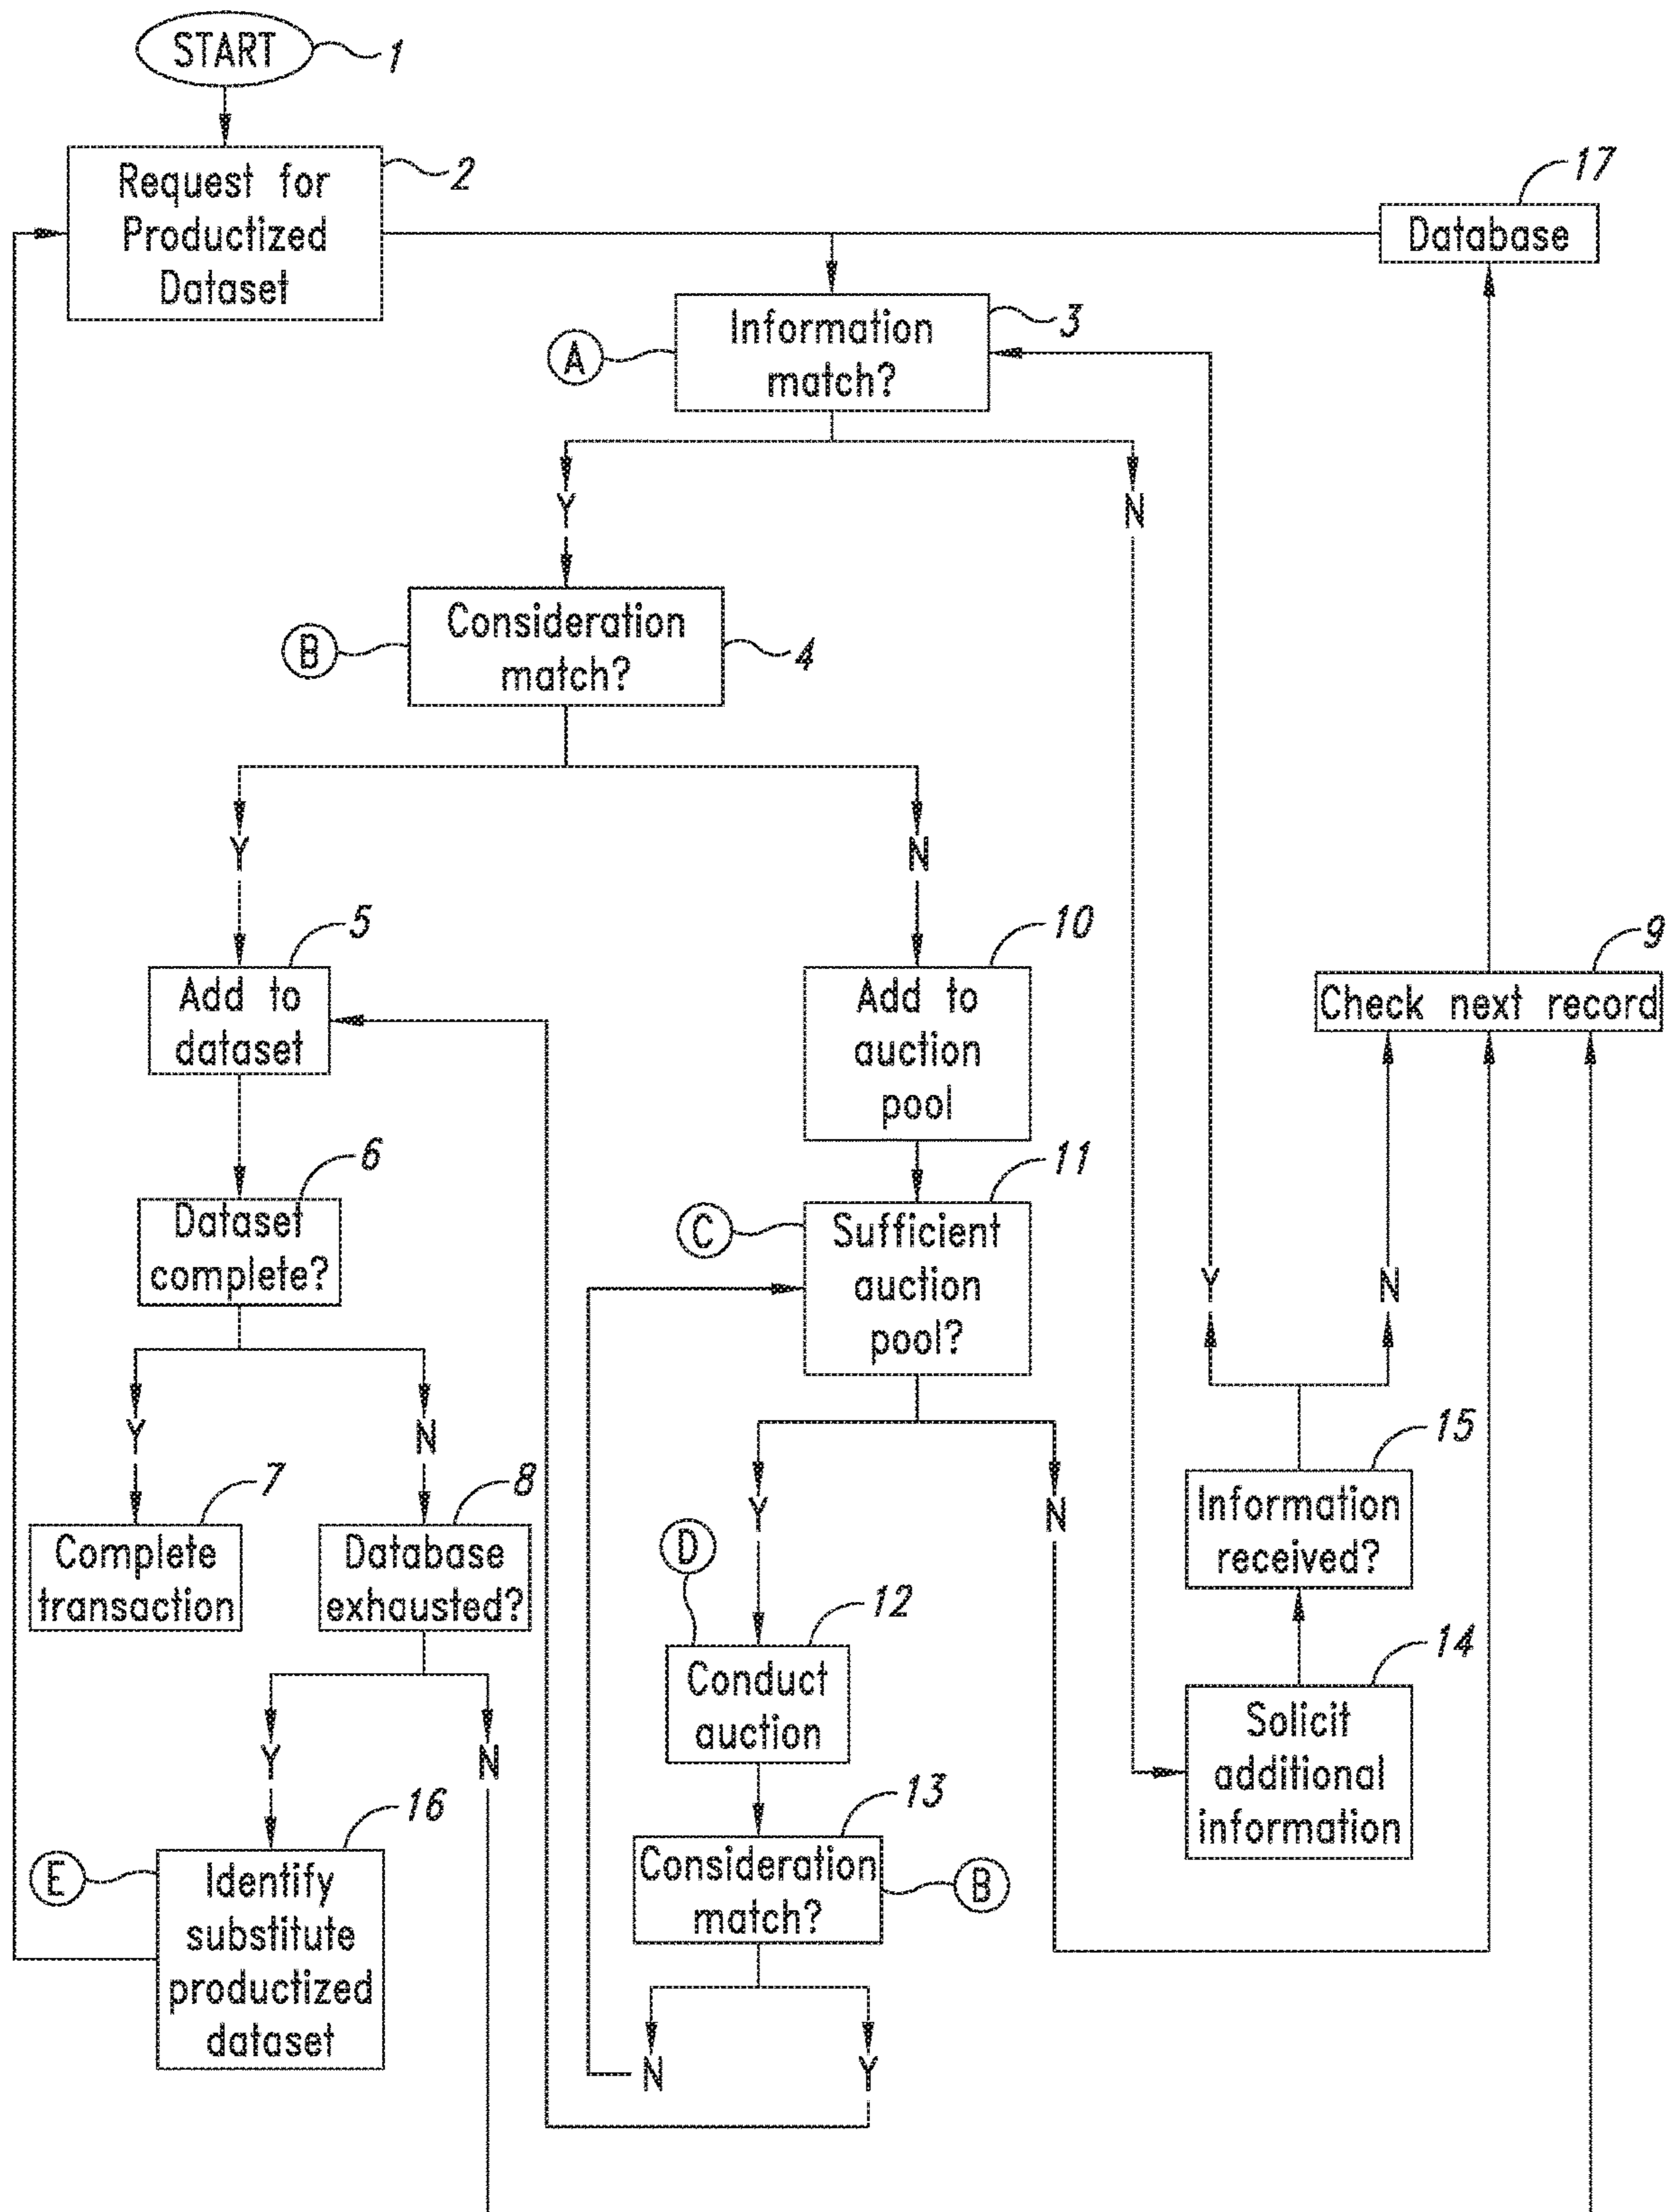 START
1
Request for
Productized
Dataset
2
Database
17
Information
match?
3
A
Y
N
Consideration
match?
B
4
Y
N
Add to
dataset
5
Add to
auction
pool
10
Check next record
9
Dataset
complete?
6
Sufficient
auction
pool?
C
11
Y
N
Y
N
Complete
transaction
7
Database
exhausted?
8
Y
N
Information
received?
15
D
Conduct
auction
12
Solicit
additional
information
14
Y
N
Identify
substitute
productized
dataset
E
16
Consideration
match?
13
B
N
Y